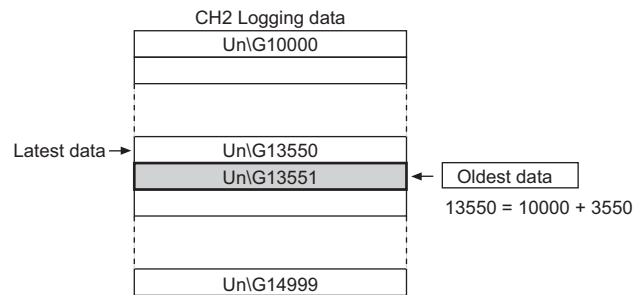 CH2 Logging data
Un\G10000
Latest data
Un\G13550
Un\G13551
Oldest data
13550 = 10000 + 3550
Un\G14999